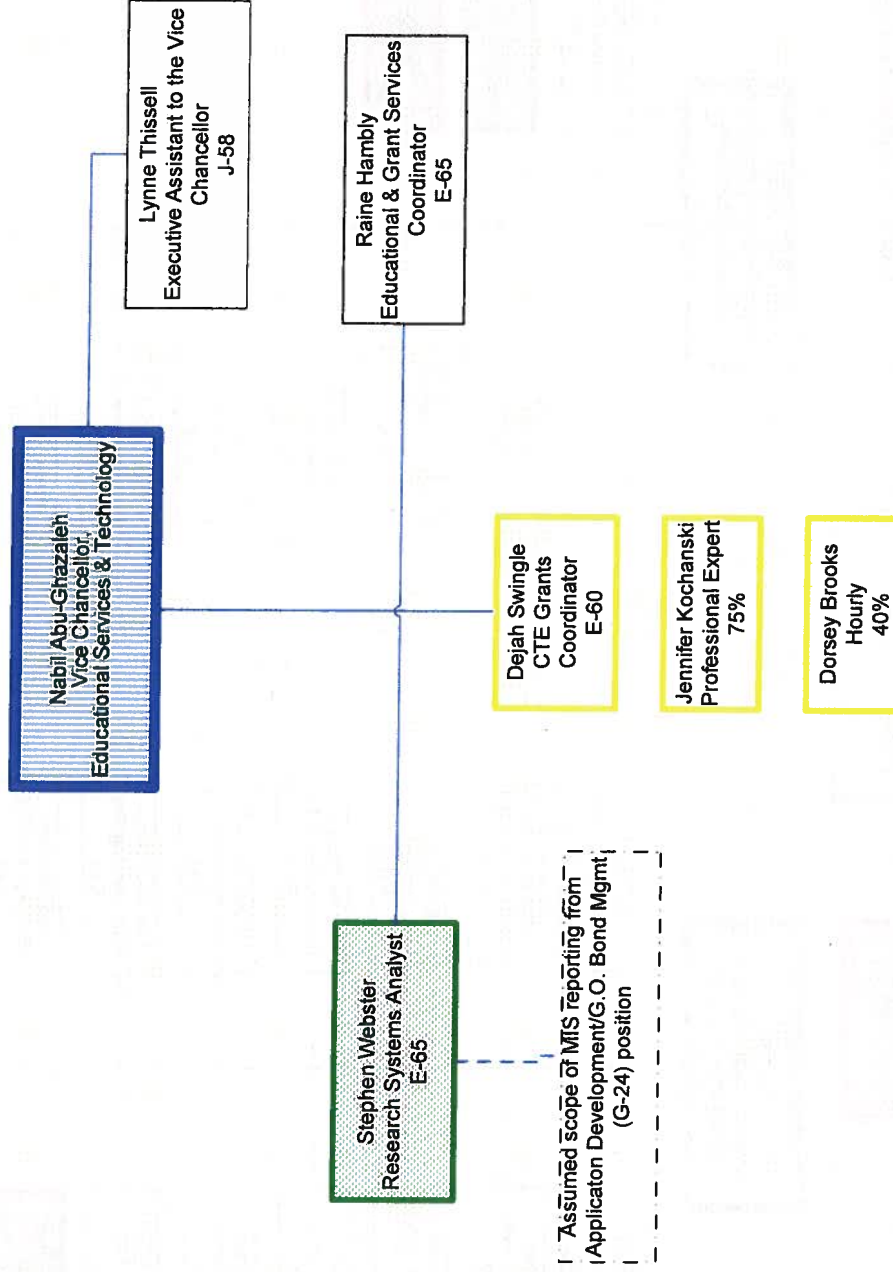 Nabil Abu-Ghazaleh
Vice Chancellor,
Educational Services & Technology
Lynne Thissell
Executive Assistant to the Vice
Chancellor
J-58
Stephen Webster
Research Systems Analyst
E-65
Raine Hambly
Educational & Grant Services
Coordinator
E-65
Assumed scope of MIS reporting from
Applicaton Development/G.O. Bond Mgmt
(G-24) position
Dejah Swingle
CTE Grants
Coordinator
E-60
Jennifer Kochanski
Professional Expert
75%
Dorsey Brooks
Hourly
40%